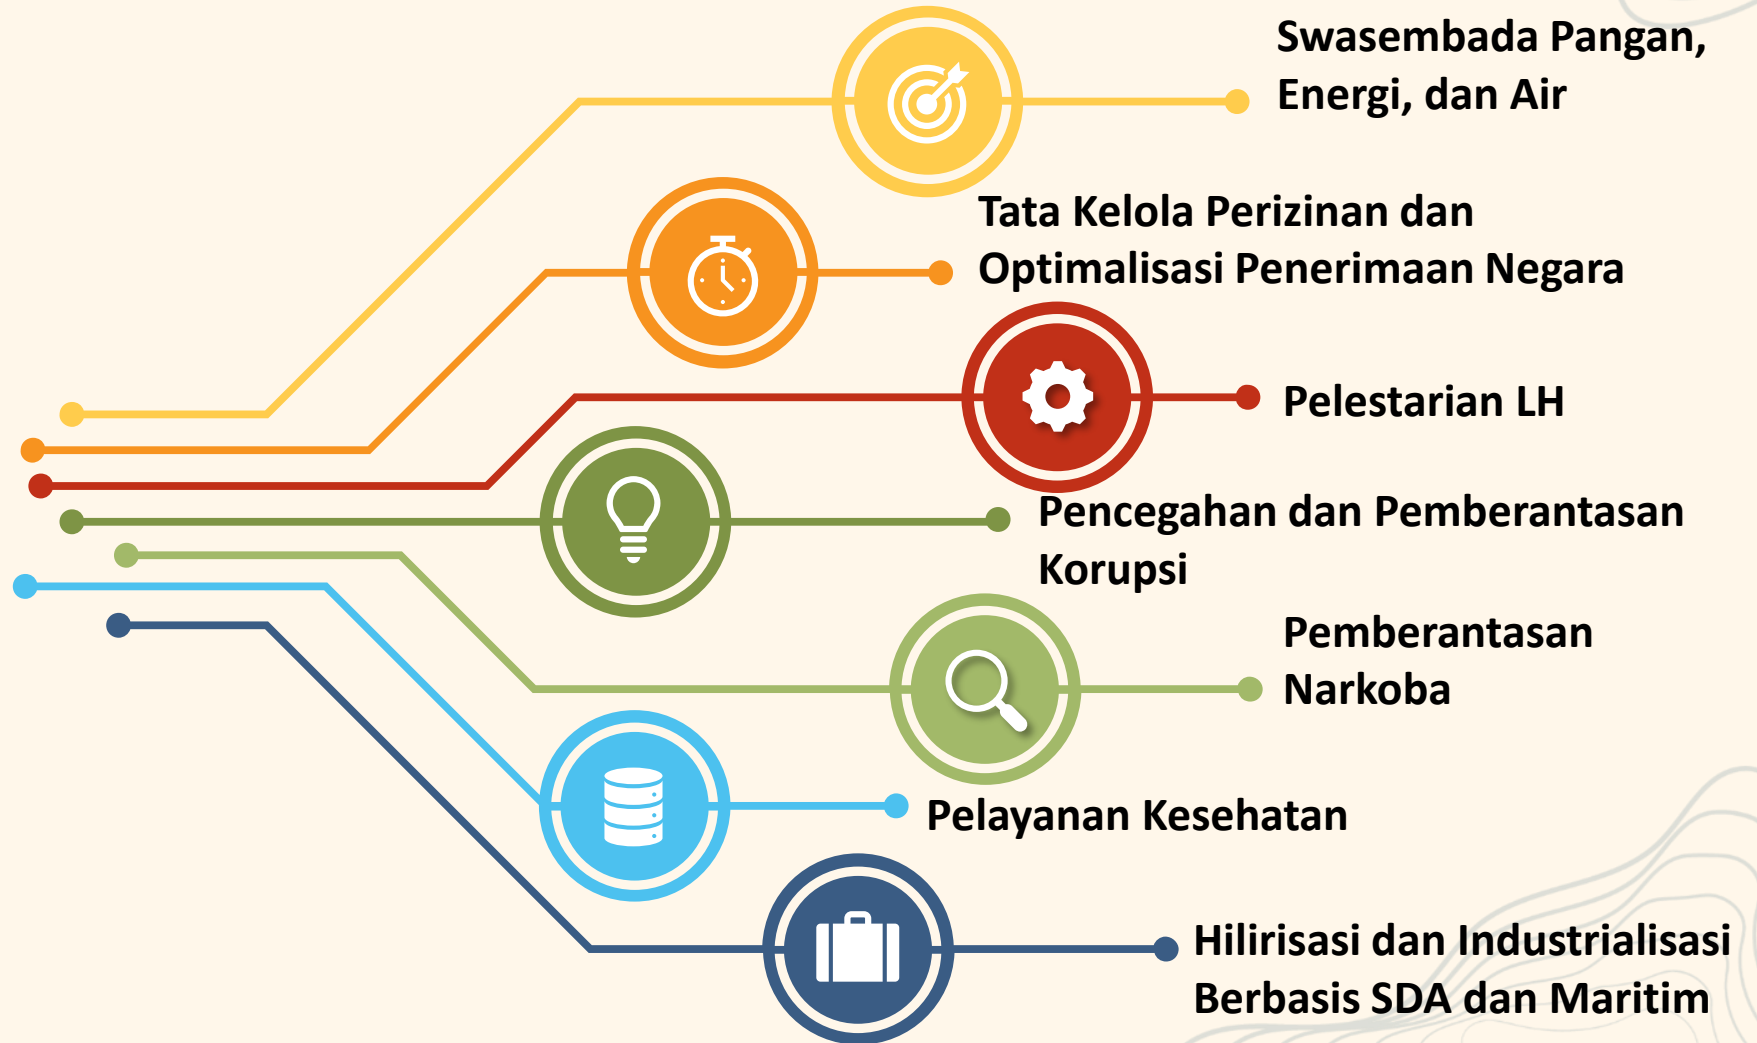 Swasembada Pangan,
Energi, dan Air
Tata Kelola Perizinan dan
Optimalisasi Penerimaan Negara
Pelestarian LH
Pencegahan dan Pemberantasan
Korupsi
Pemberantasan
Narkoba
Pelayanan Kesehatan
Hilirisasi dan Industrialisasi
Berbasis SDA dan Maritim